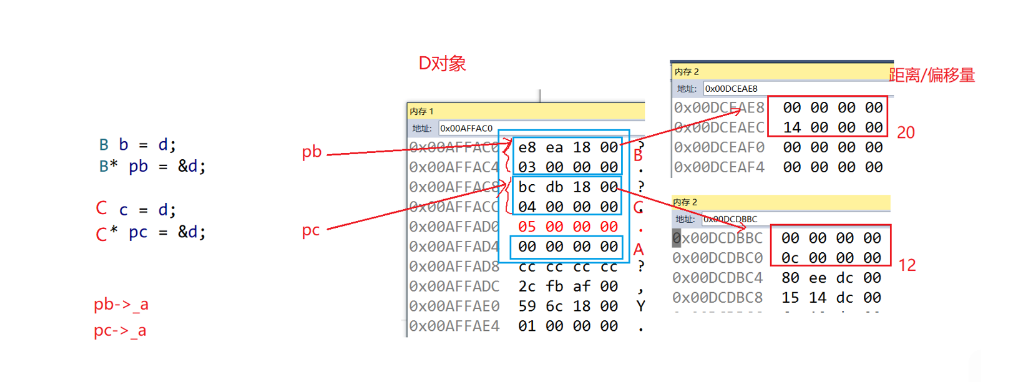 D对象
B b = d;
B* pb = &d;
C c = d;
C* pc = &d;
pb->_a
pc->_a
pb
pc
内存 1
地址: 0x00AFFAC0
0x00AFFAC0 e8 ea 18 00 ?
0x00AFFAC4 03 00 00 00 .
0x00AFFAC8 bc db 18 00 ?
0x00AFFACC 04 00 00 00 .
0x00AFFAD0 05 00 00 00 .
0x00AFFAD4 00 00 00 00
0x00AFFAD8 cc cc cc cc ?
0x00AFFADC 2c fb af 00 ,
0x00AFFAE0 59 6c 18 00 Y
0x00AFFAE4 01 00 00 00 .
B
C
A
内存 2
地址: 0x00DCEAE8
0x00DCEAE8 00 00 00 00
0x00DCEAEC 14 00 00 00
0x00DCEAF0 00 00 00 00
0x00DCEAF4 00 00 00 00
距离/偏移量
20
内存 2
地址: 0x00DCDBBC
0x00DCDBBC 00 00 00 00
0x00DCDBC0 0c 00 00 00
0x00DCDBC4 80 ee dc 00
0x00DCDBC8 15 14 dc 00
12